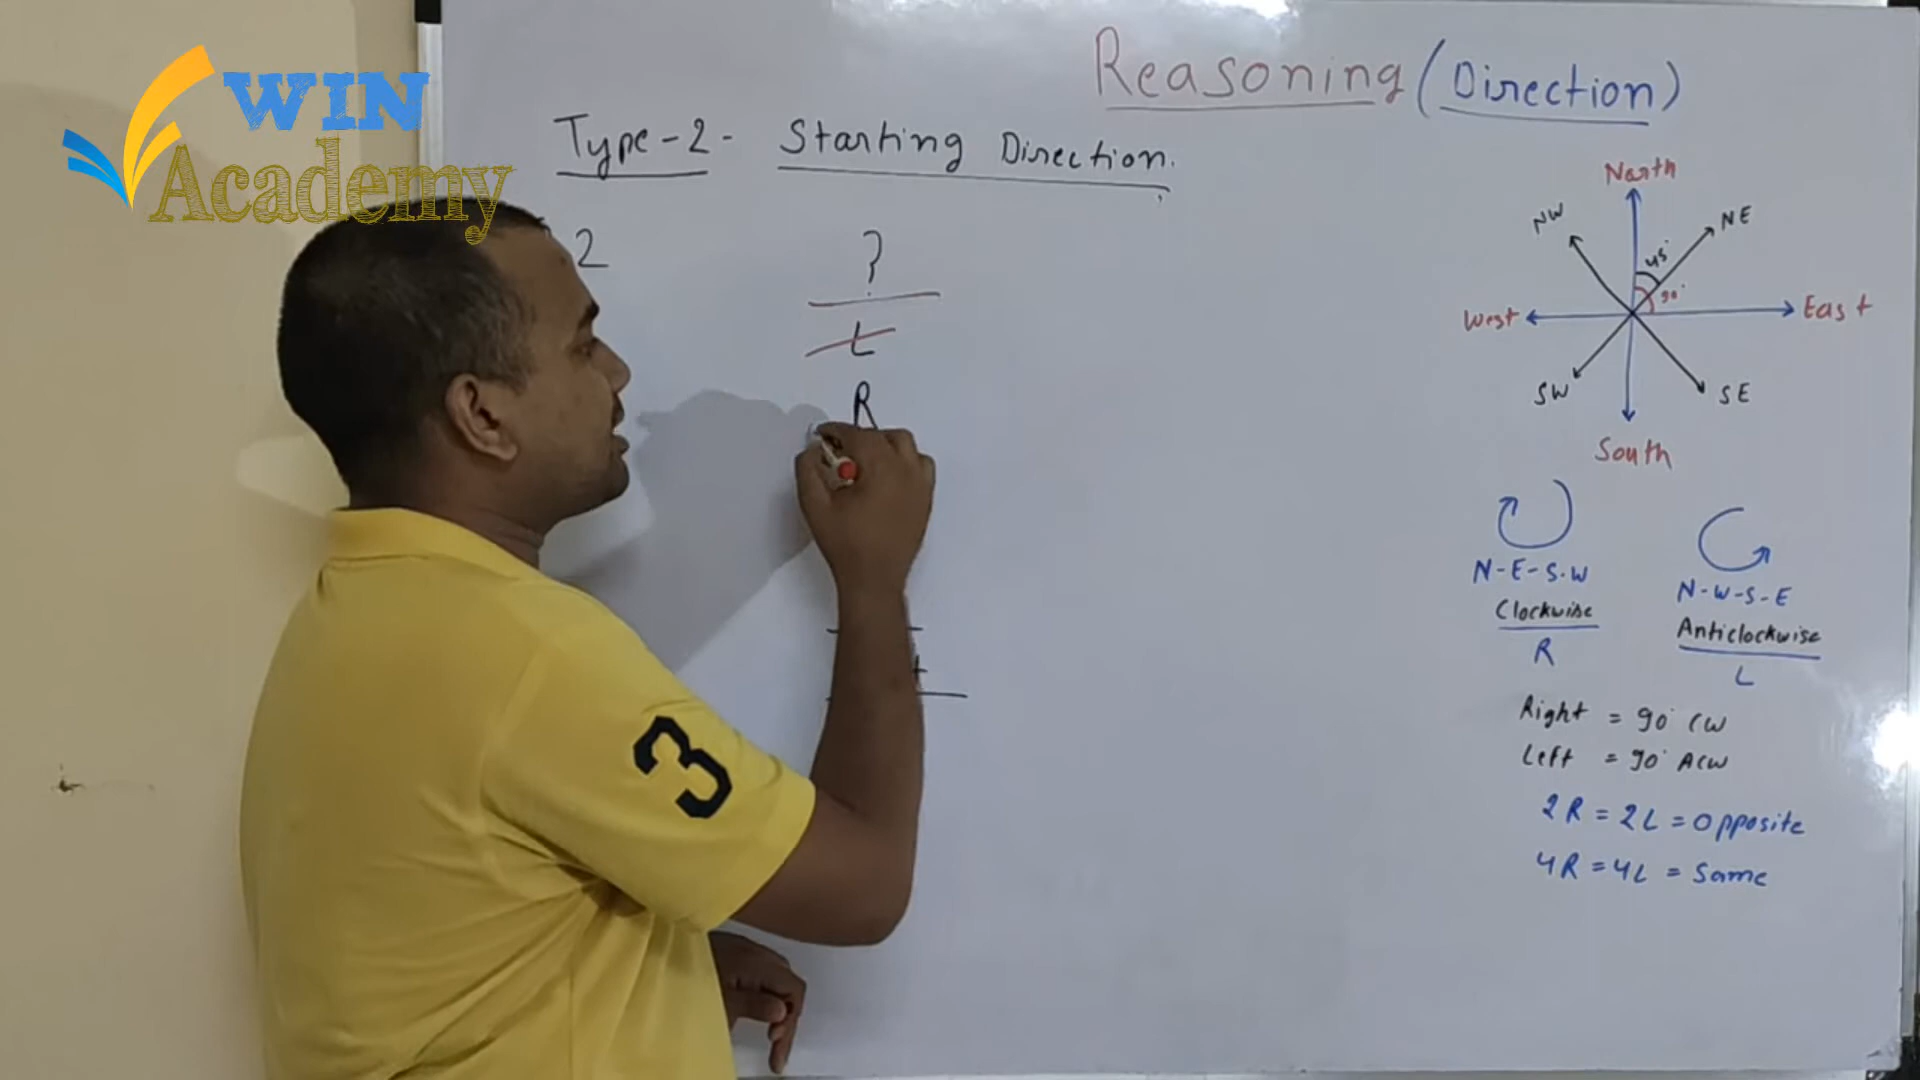 WIN
Academy
Reasoning (Direction)
Type-2- Starting Direction.
2
?
L
R
North
NW
NE
45°
90°
West
East
SW
SE
South
N-E-S-W
Clockwise
R
N-W-S-E
Anticlockwise
L
Right = 90° CW
Left = 90° ACW
2R = 2L = Opposite
4R = 4L = Same
3